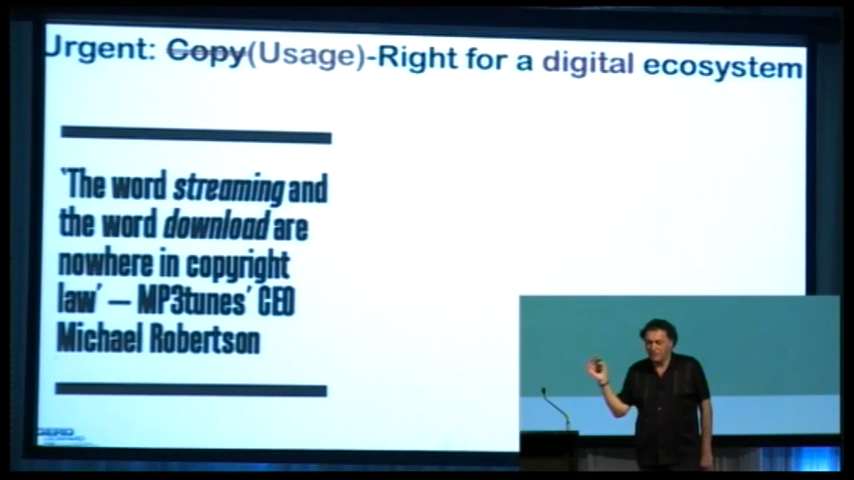 Urgent: Copy(Usage)-Right for a digital ecosystem
'The word streaming and
the word download are
nowhere in copyright
law' – MP3tunes' CEO
Michael Robertson
GERD